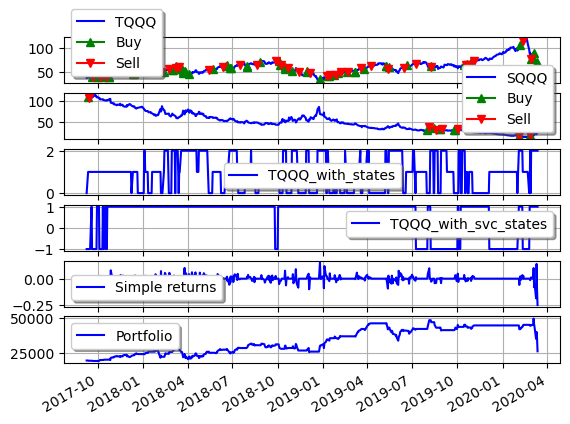 TQQQ
Buy
Sell
100
50
SQQQ
Buy
Sell
100
50
2
0
TQQQ_with_states
1
0
−1
TQQQ_with_svc_states
0.00
−0.25
Simple returns
50000
25000
Portfolio
2017-10 2018-01 2018-04 2018-07 2018-10 2019-01 2019-04 2019-07 2019-10 2020-01 2020-04